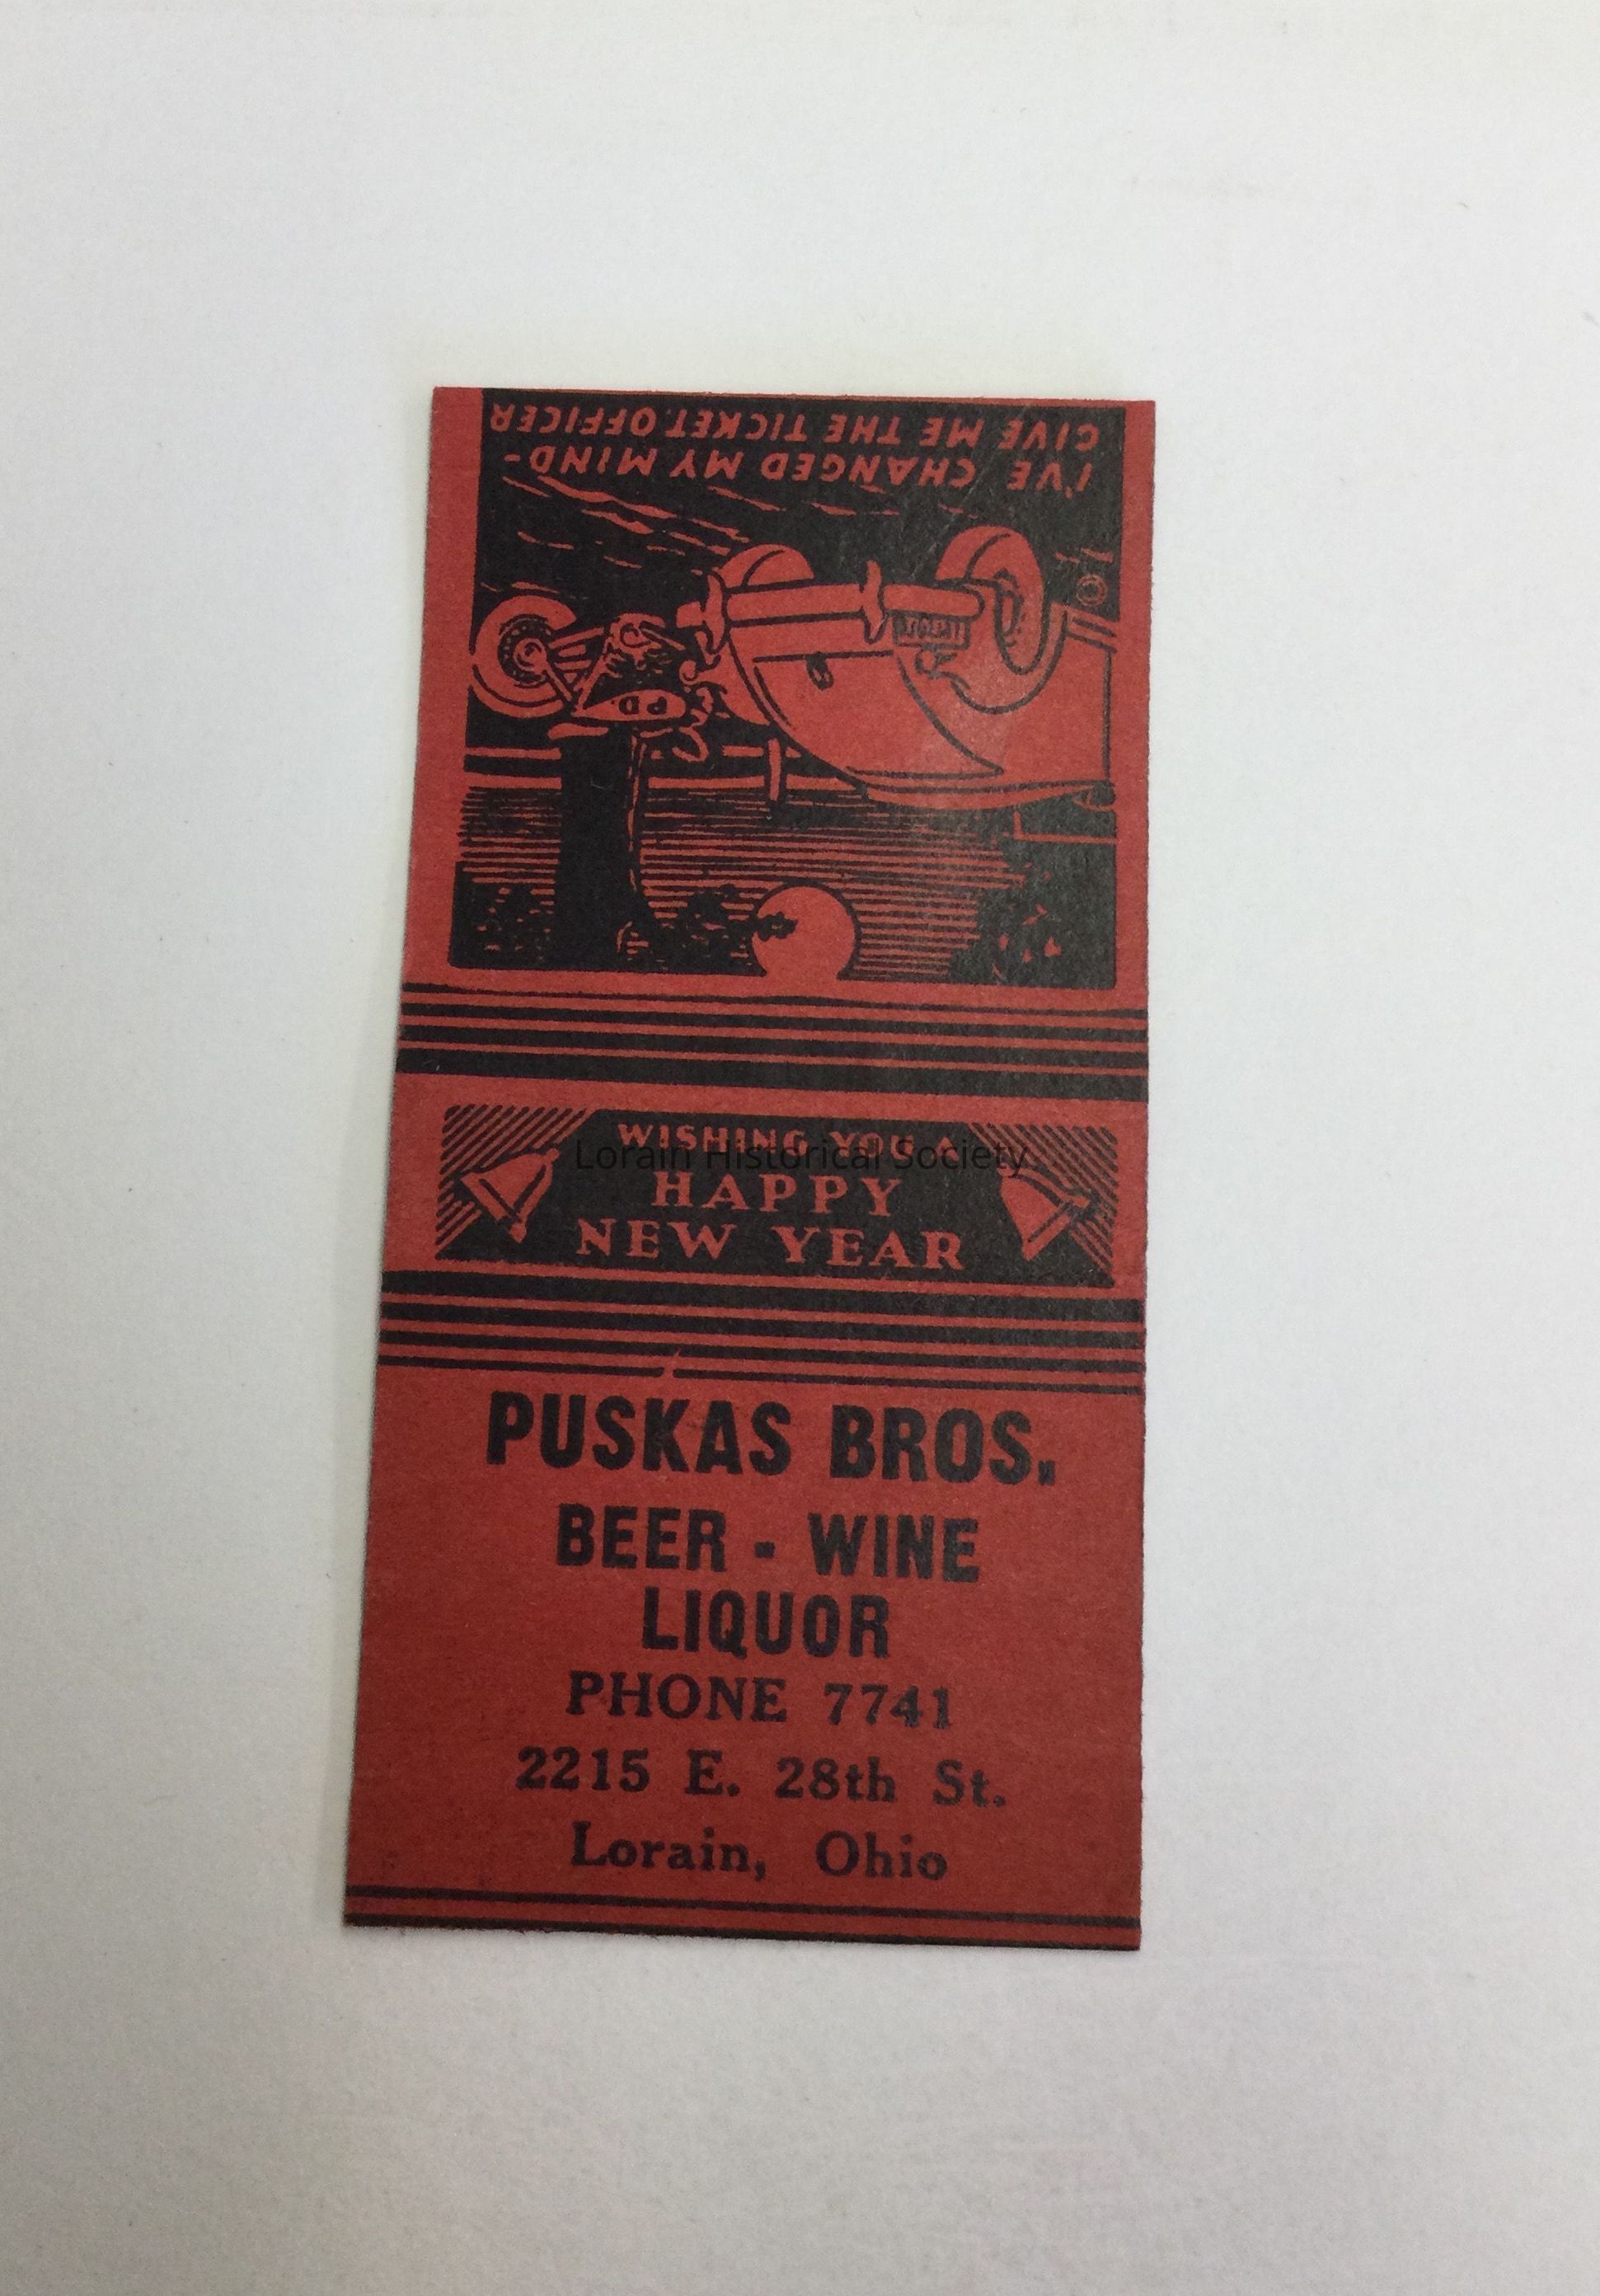 I'VE CHANGED MY MIND-
GIVE ME THE TICKET, OFFICER
P.D.
WISHING YOU A
Lorain Historical Society
HAPPY
NEW YEAR
PUSKAS BROS.
BEER - WINE
LIQUOR
PHONE 7741
2215 E. 28th St.
Lorain, Ohio